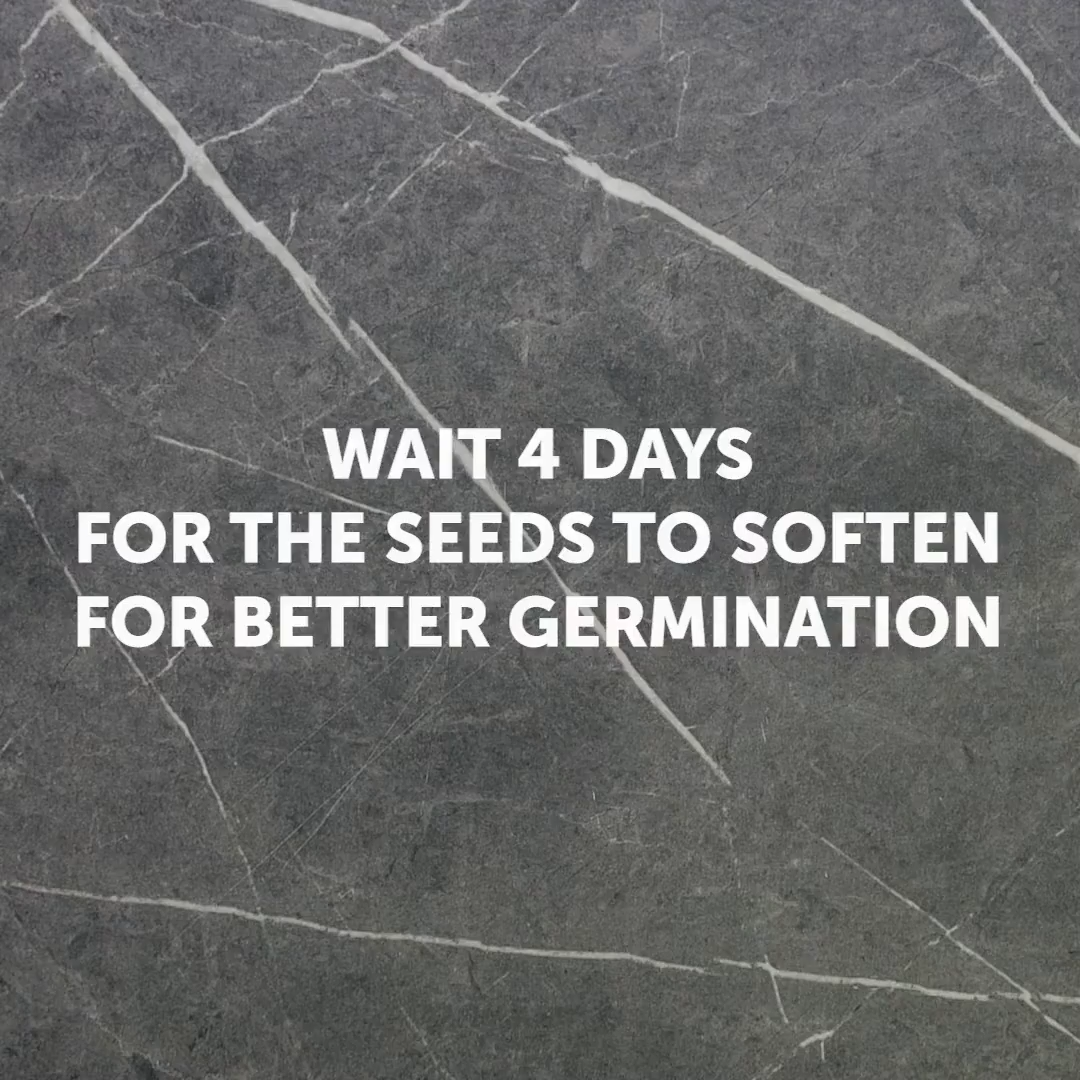 WAIT 4 DAYS
FOR THE SEEDS TO SOFTEN
FOR BETTER GERMINATION